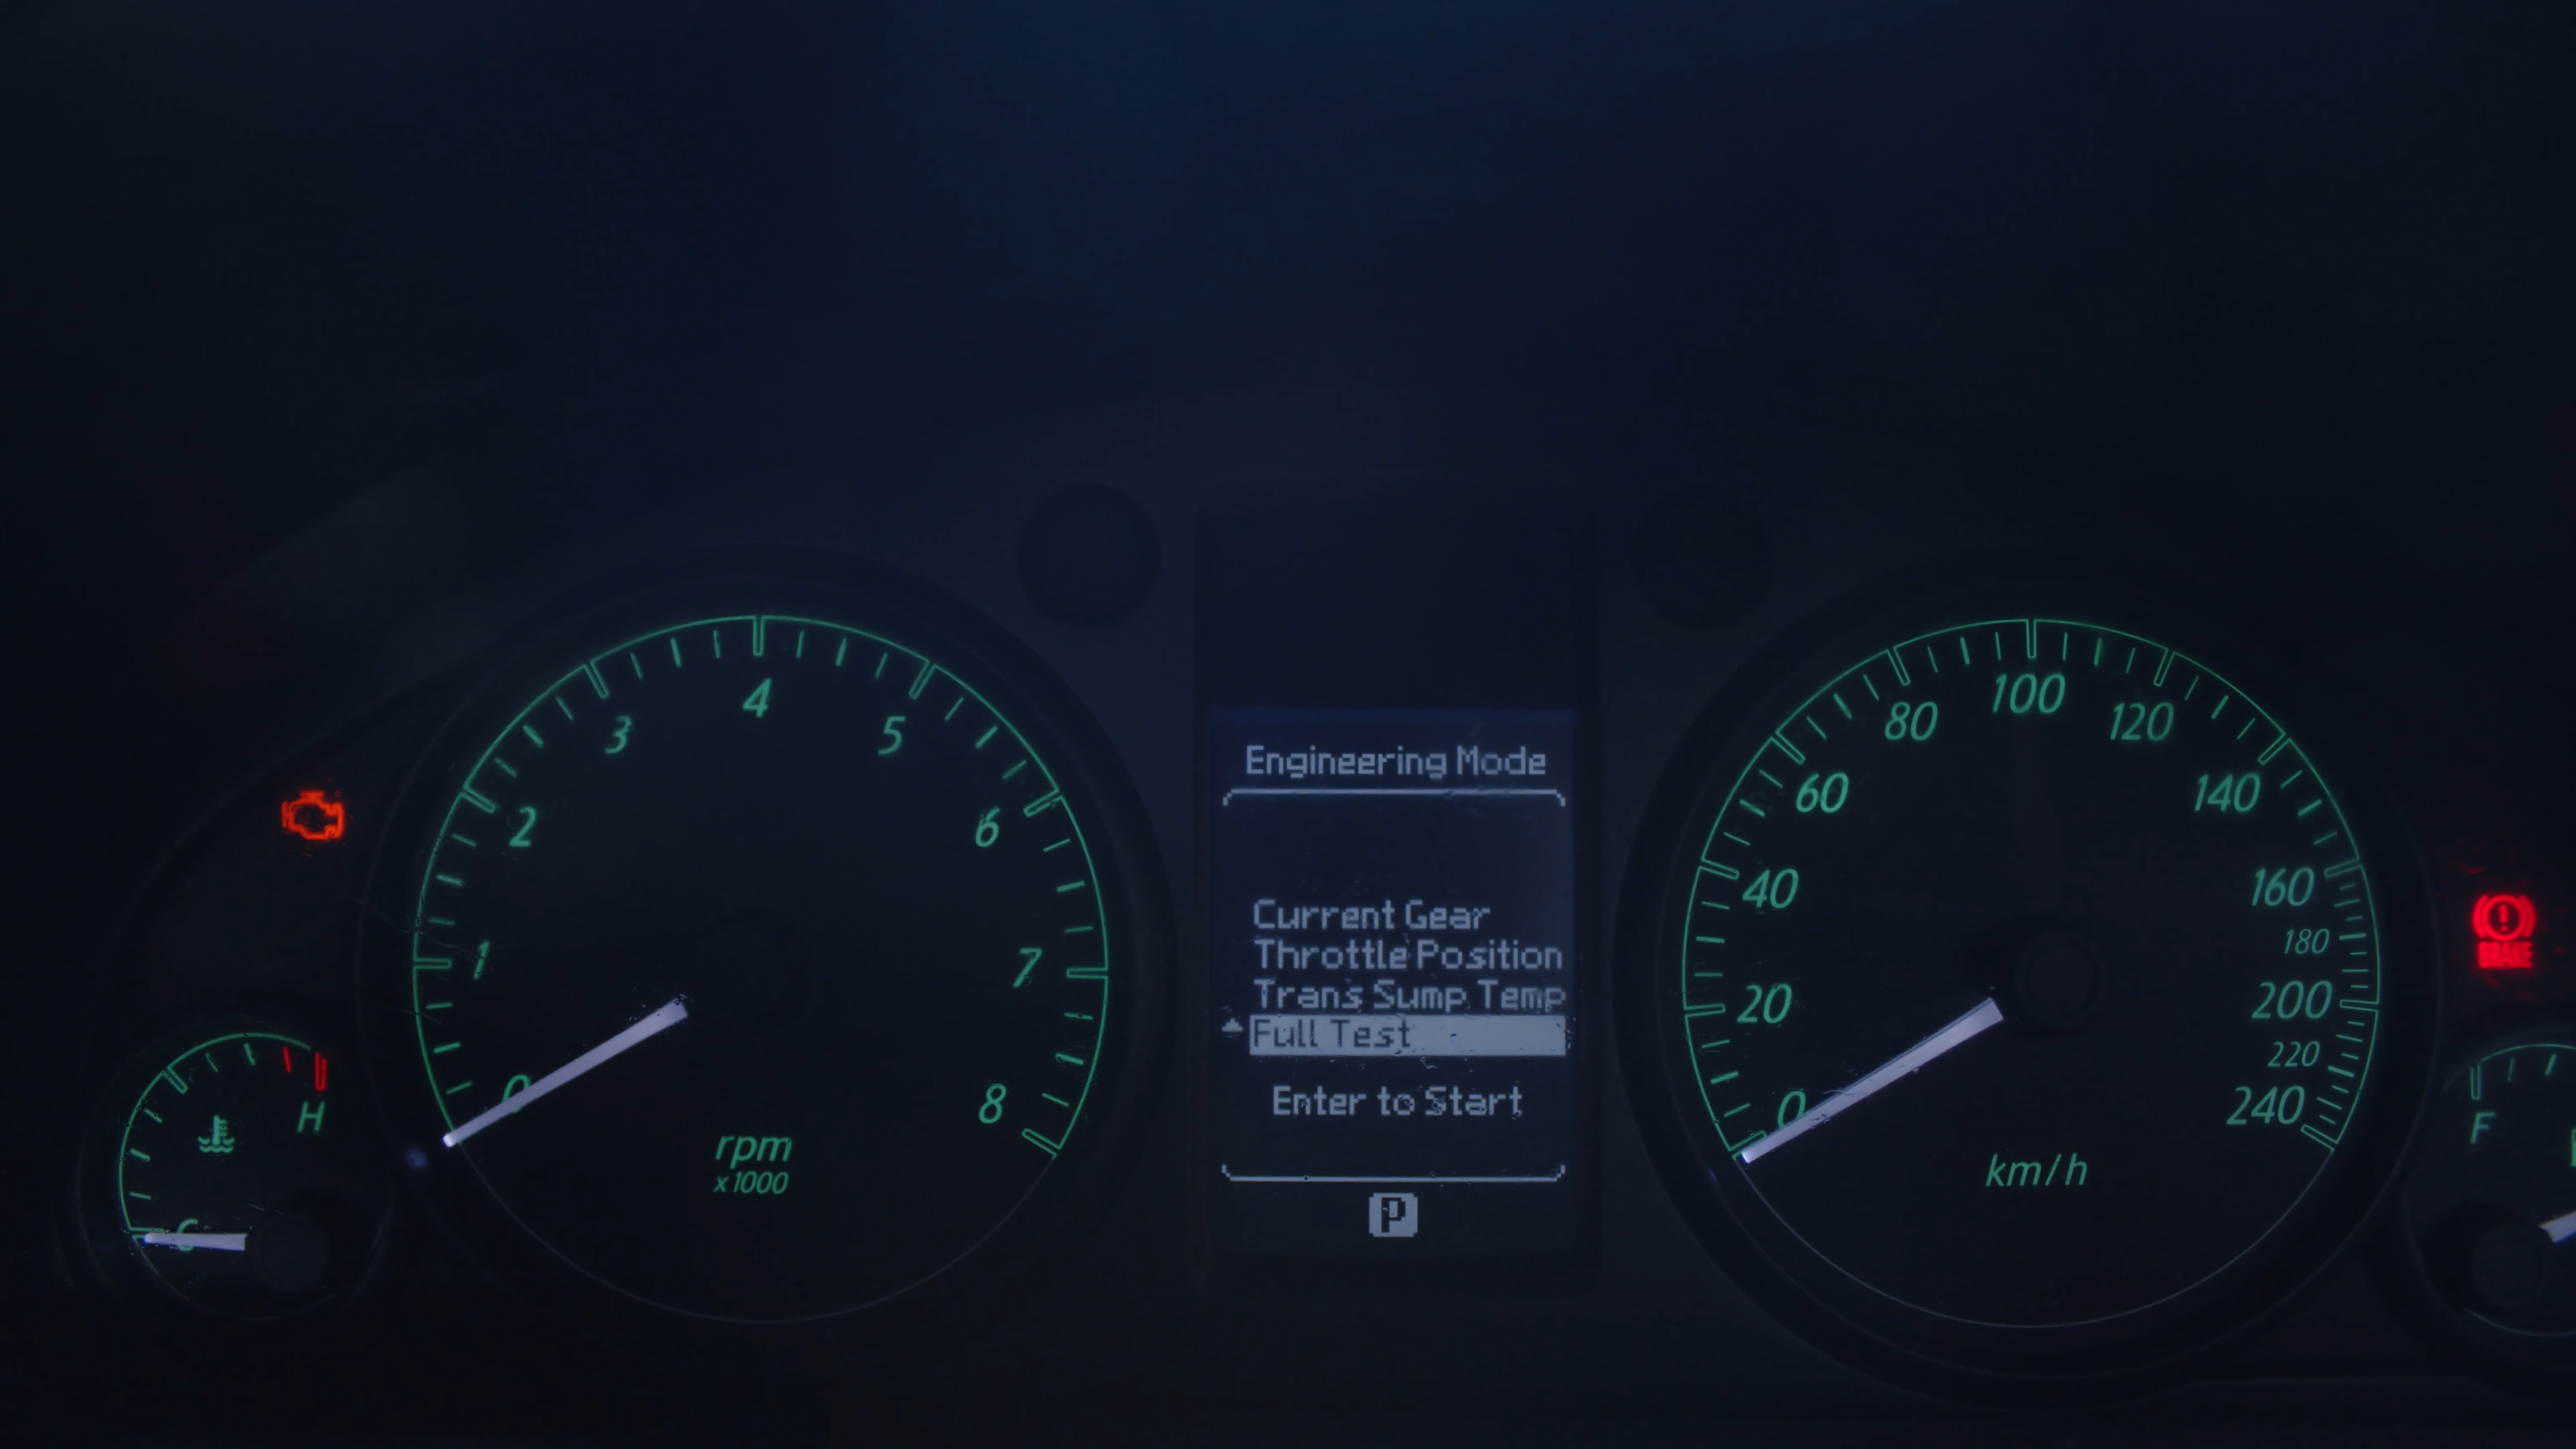 0
1
2
3
4
5
6
7
8
rpm
x1000
H
C
Engineering Mode
Current Gear
Throttle Position
Trans Sump Temp
Full Test
Enter to Start
P
0
20
40
60
80
100
120
140
160
180
200
220
240
km/h
BRAKE
F